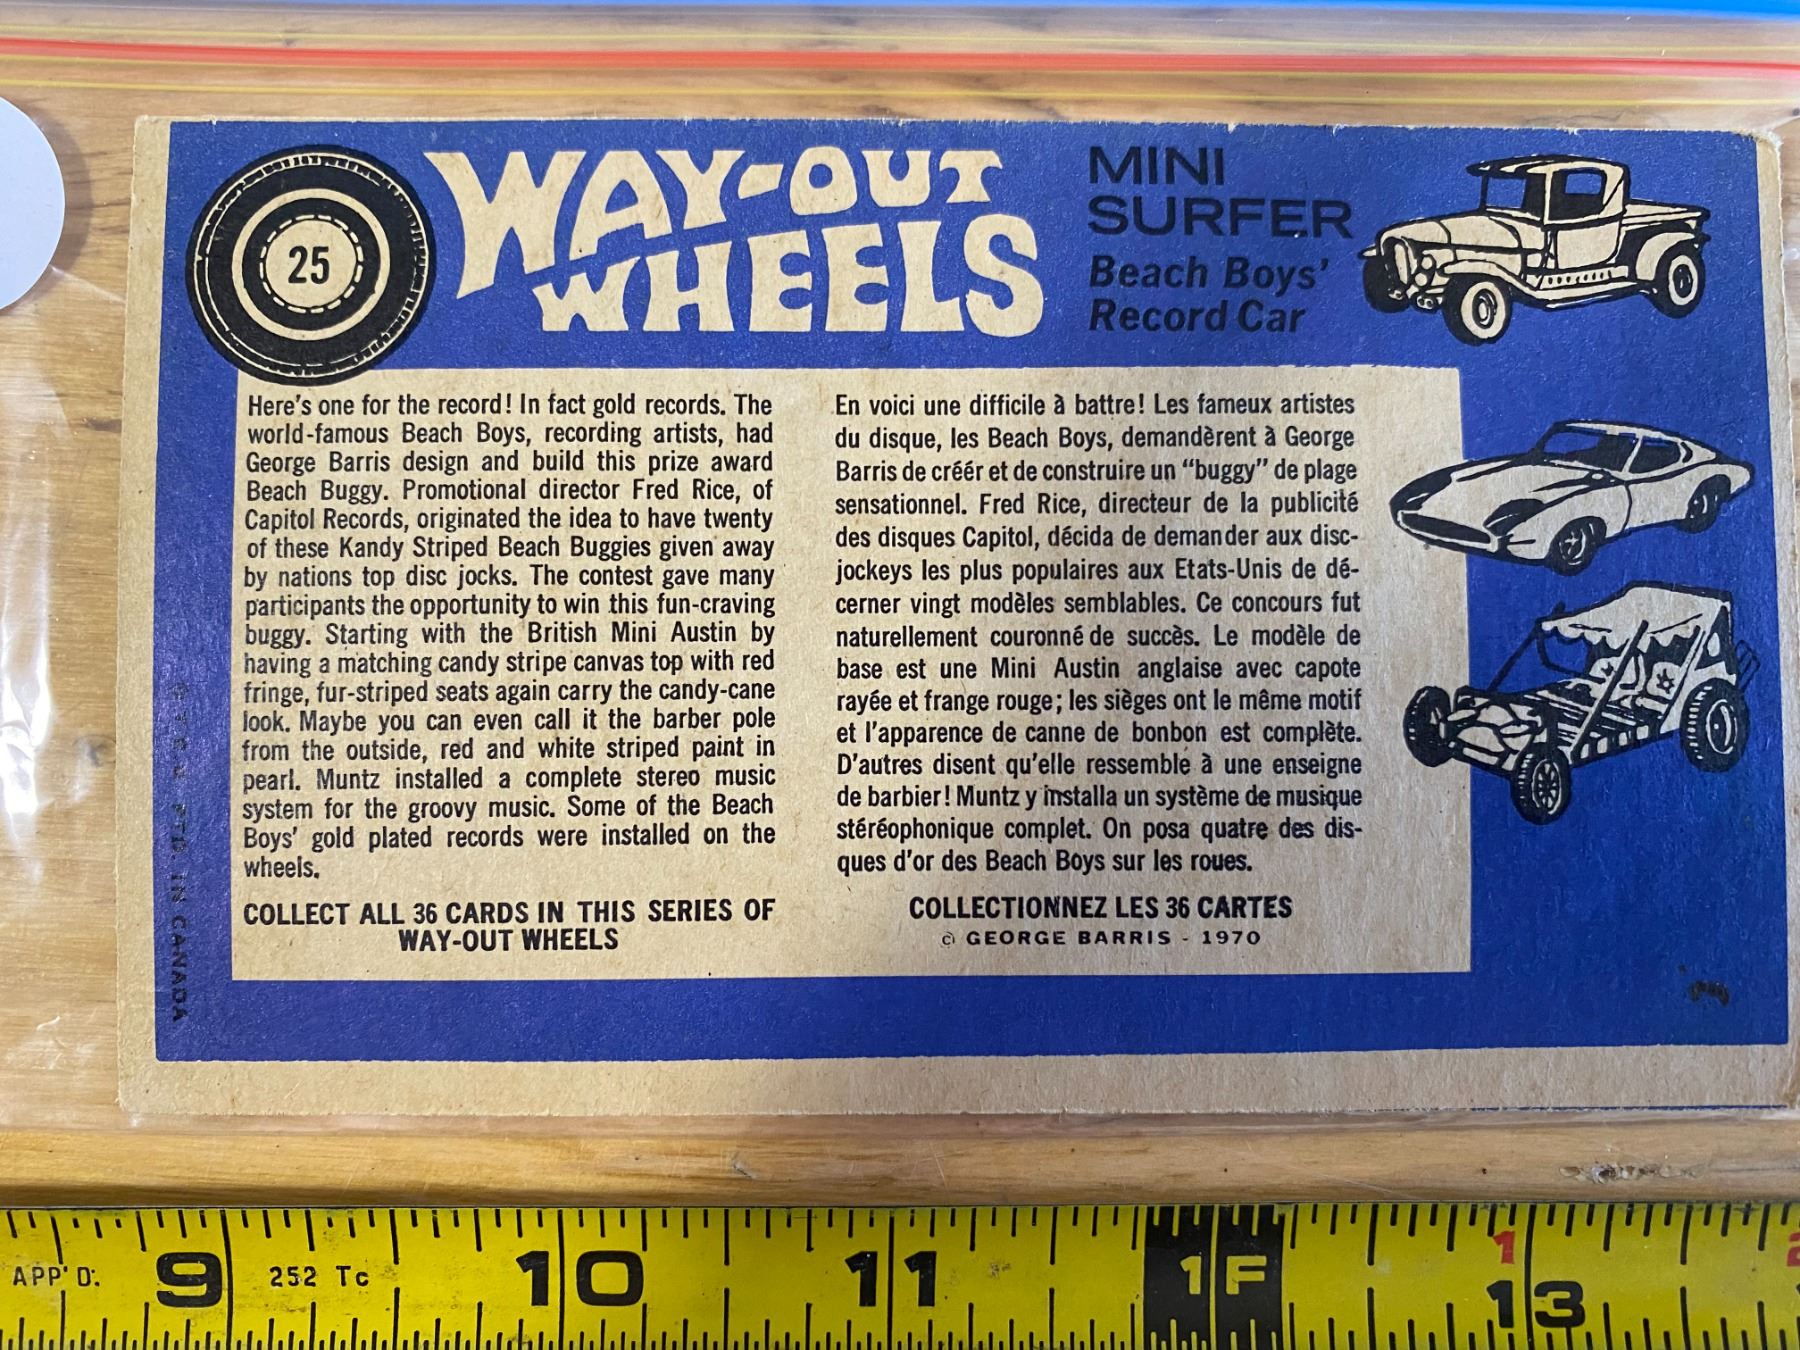 25
WAY-OUT
WHEELS
MINI
SURFER
Beach Boys'
Record Car
Here's one for the record! In fact gold records. The
world-famous Beach Boys, recording artists, had
George Barris design and build this prize award
Beach Buggy. Promotional director Fred Rice, of
Capitol Records, originated the idea to have twenty
of these Kandy Striped Beach Buggies given away
by nations top disc jocks. The contest gave many
participants the opportunity to win this fun-craving
buggy. Starting with the British Mini Austin by
having a matching candy stripe canvas top with red
fringe, fur-striped seats again carry the candy-cane
look. Maybe you can even call it the barber pole
from the outside, red and white striped paint in
pearl. Muntz installed a complete stereo music
system for the groovy music. Some of the Beach
Boys' gold plated records were installed on the
wheels.
COLLECT ALL 36 CARDS IN THIS SERIES OF
WAY-OUT WHEELS
En voici une difficile à battre! Les fameux artistes
du disque, les Beach Boys, demandèrent à George
Barris de créér et de construire un "buggy" de plage
sensationnel. Fred Rice, directeur de la publicité
des disques Capitol, décida de demander aux disc-
jockeys les plus populaires aux Etats-Unis de dé-
cerner vingt modèles semblables. Ce concours fut
naturellement couronné de succès. Le modèle de
base est une Mini Austin anglaise avec capote
rayée et frange rouge; les sièges ont le même motif
et l'apparence de canne de bonbon est complète.
D'autres disent qu'elle ressemble à une enseigne
de barbier! Muntz y installa un système de musique
stéréophonique complet. On posa quatre des dis-
ques d'or des Beach Boys sur les roues.
COLLECTIONNEZ LES 36 CARTES
© GEORGE BARRIS - 1970
PTD. IN CANADA
APP'D. 9 252 Tc 10 11 1F 1 13 2